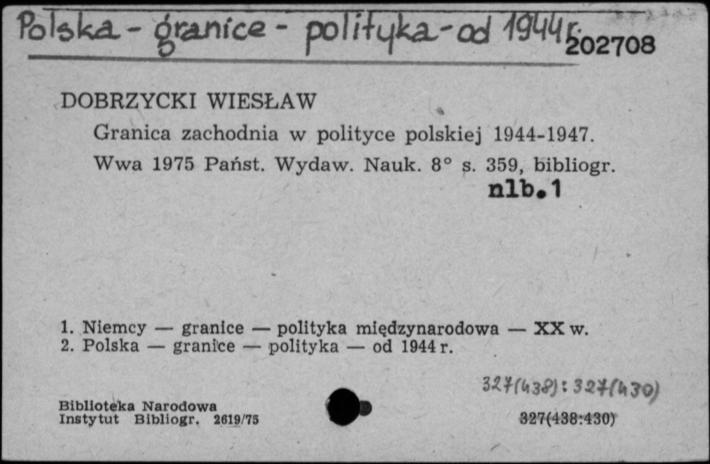 Polska - granice - polityka - od 1944 r.
202708
DOBRZYCKI WIESŁAW
Granica zachodnia w polityce polskiej 1944-1947.
Wwa 1975 Państ. Wydaw. Nauk. 8° s. 359, bibliogr.
nlb.1
1. Niemcy — granice — polityka międzynarodowa — XX w.
2. Polska — granice — polityka — od 1944 r.
327(438):327(430)
Biblioteka Narodowa
Instytut Bibliogr. 2619/75
327(438:430)